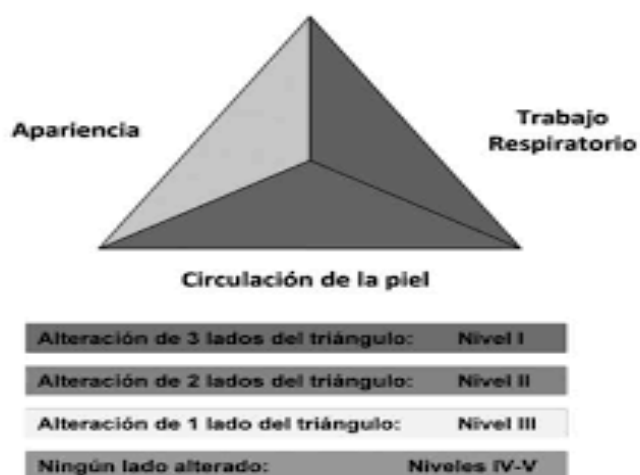 Apariencia
Trabajo
Respiratorio
Circulación de la piel
Alteración de 3 lados del triángulo: Nivel I
Alteración de 2 lados del triángulo: Nivel II
Alteración de 1 lado del triángulo: Nivel III
Ningún lado alterado: Niveles IV-V